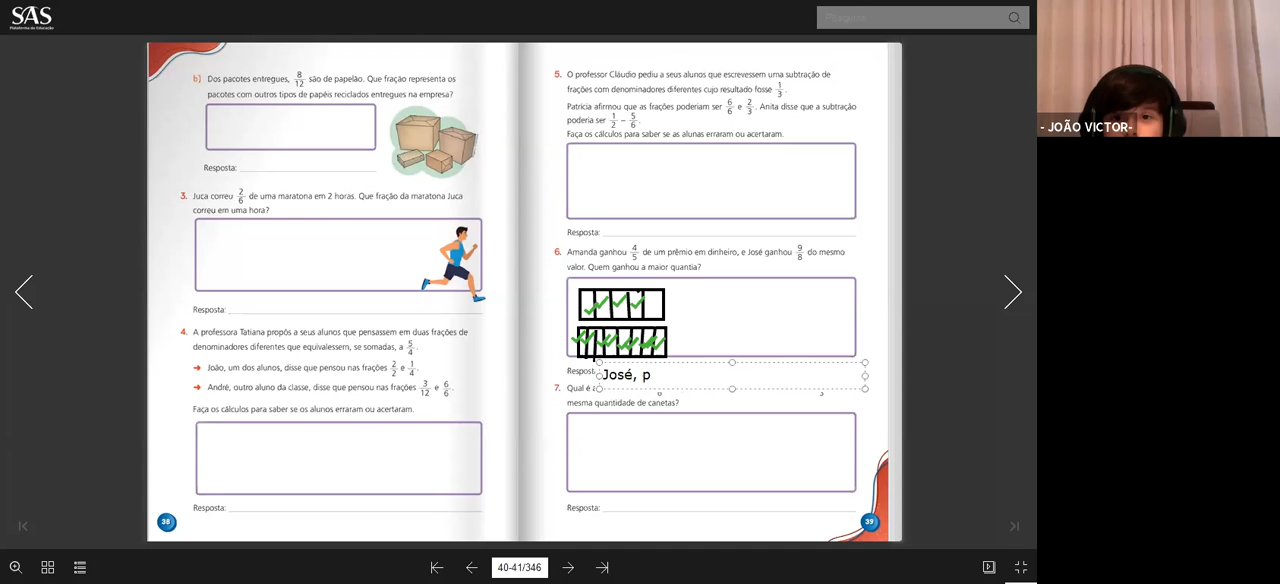 SAS
Plataforma de Educação
Pesquisar
- JOÃO VICTOR-
b) Dos pacotes entregues, 8/12 são de papelão. Que fração representa os
pacotes com outros tipos de papéis reciclados entregues na empresa?
Resposta:
3. Juca correu 2/6 de uma maratona em 2 horas. Que fração da maratona Juca
correu em uma hora?
Resposta:
4. A professora Tatiana propôs a seus alunos que pensassem em duas frações de
denominadores diferentes que equivalessem, se somadas, a 5/4.
→ João, um dos alunos, disse que pensou nas frações 2/2 e 1/4.
→ André, outro aluno da classe, disse que pensou nas frações 3/12 e 6/6.
Faça os cálculos para saber se os alunos erraram ou acertaram.
Resposta:
38
5. O professor Cláudio pediu a seus alunos que escrevessem uma subtração de
frações com denominadores diferentes cujo resultado fosse 1/3.
Patrícia afirmou que as frações poderiam ser 6/6 e 2/3. Anita disse que a subtração
poderia ser 1/2 – 5/6.
Faça os cálculos para saber se as alunas erraram ou acertaram.
Resposta:
6. Amanda ganhou 4/5 de um prêmio em dinheiro, e José ganhou 9/8 do mesmo
valor. Quem ganhou a maior quantia?
José, p
7. Qual é
mesma quantidade de canetas?
Resposta:
39
40-41/346